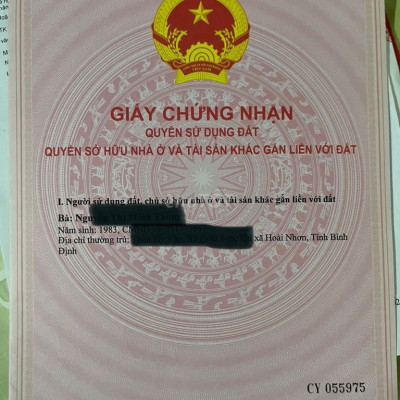 GIẤY CHỨNG NHẬN
QUYỀN SỬ DỤNG ĐẤT
QUYỀN SỞ HỮU NHÀ Ở VÀ TÀI SẢN KHÁC GẮN LIỀN VỚI ĐẤT
I. Người sử dụng đất, chủ sở hữu nhà ở và tài sản khác gắn liền với đất
Bà:
Năm sinh: 1983,
Địa chỉ thường trú: xã Hoài Nhơn, Tỉnh Bình
Định
CY 055975